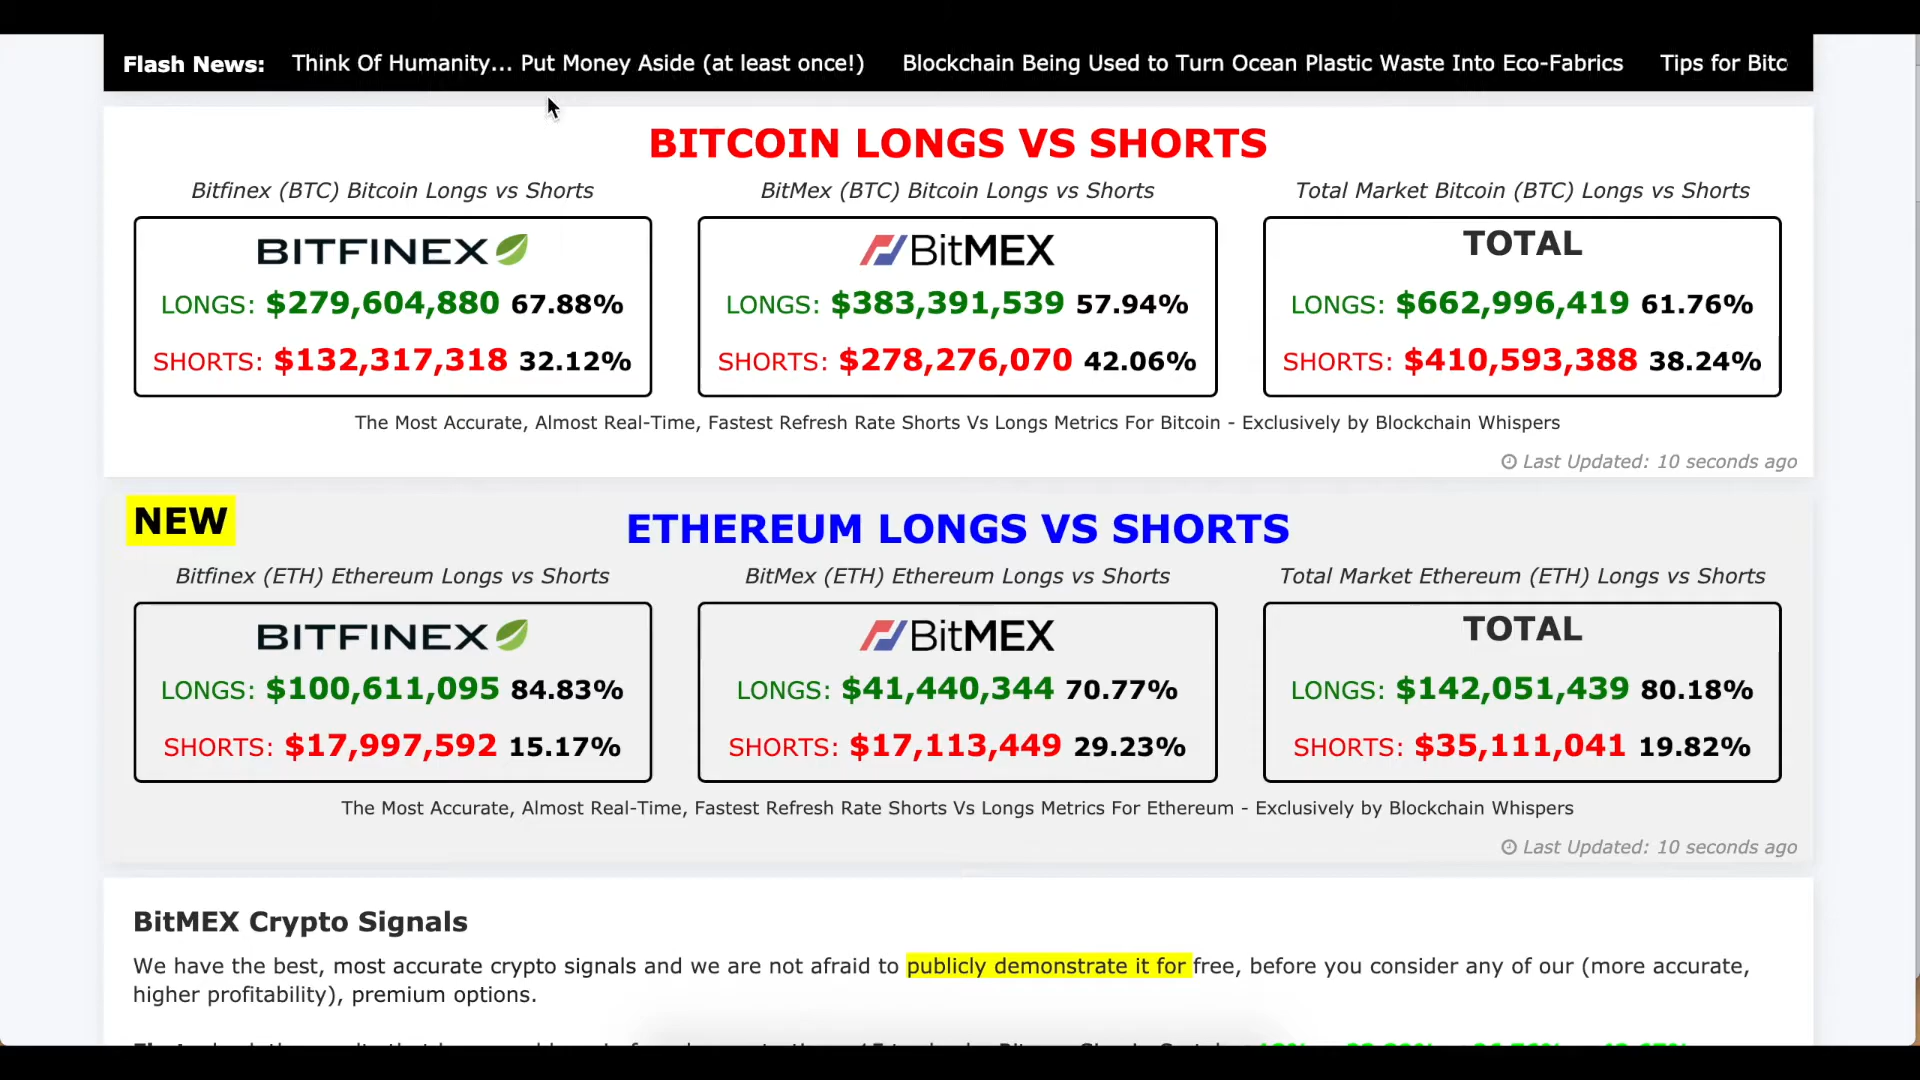 Flash News: Think Of Humanity... Put Money Aside (at least once!) Blockchain Being Used to Turn Ocean Plastic Waste Into Eco-Fabrics Tips for Bitc
BITCOIN LONGS VS SHORTS
Bitfinex (BTC) Bitcoin Longs vs Shorts
BITFINEX
LONGS: $279,604,880 67.88%
SHORTS: $132,317,318 32.12%
BitMex (BTC) Bitcoin Longs vs Shorts
BitMEX
LONGS: $383,391,539 57.94%
SHORTS: $278,276,070 42.06%
Total Market Bitcoin (BTC) Longs vs Shorts
TOTAL
LONGS: $662,996,419 61.76%
SHORTS: $410,593,388 38.24%
The Most Accurate, Almost Real-Time, Fastest Refresh Rate Shorts Vs Longs Metrics For Bitcoin - Exclusively by Blockchain Whispers
Last Updated: 10 seconds ago
NEW
ETHEREUM LONGS VS SHORTS
Bitfinex (ETH) Ethereum Longs vs Shorts
BITFINEX
LONGS: $100,611,095 84.83%
SHORTS: $17,997,592 15.17%
BitMex (ETH) Ethereum Longs vs Shorts
BitMEX
LONGS: $41,440,344 70.77%
SHORTS: $17,113,449 29.23%
Total Market Ethereum (ETH) Longs vs Shorts
TOTAL
LONGS: $142,051,439 80.18%
SHORTS: $35,111,041 19.82%
The Most Accurate, Almost Real-Time, Fastest Refresh Rate Shorts Vs Longs Metrics For Ethereum - Exclusively by Blockchain Whispers
Last Updated: 10 seconds ago
BitMEX Crypto Signals
We have the best, most accurate crypto signals and we are not afraid to publicly demonstrate it for free, before you consider any of our (more accurate,
higher profitability), premium options.